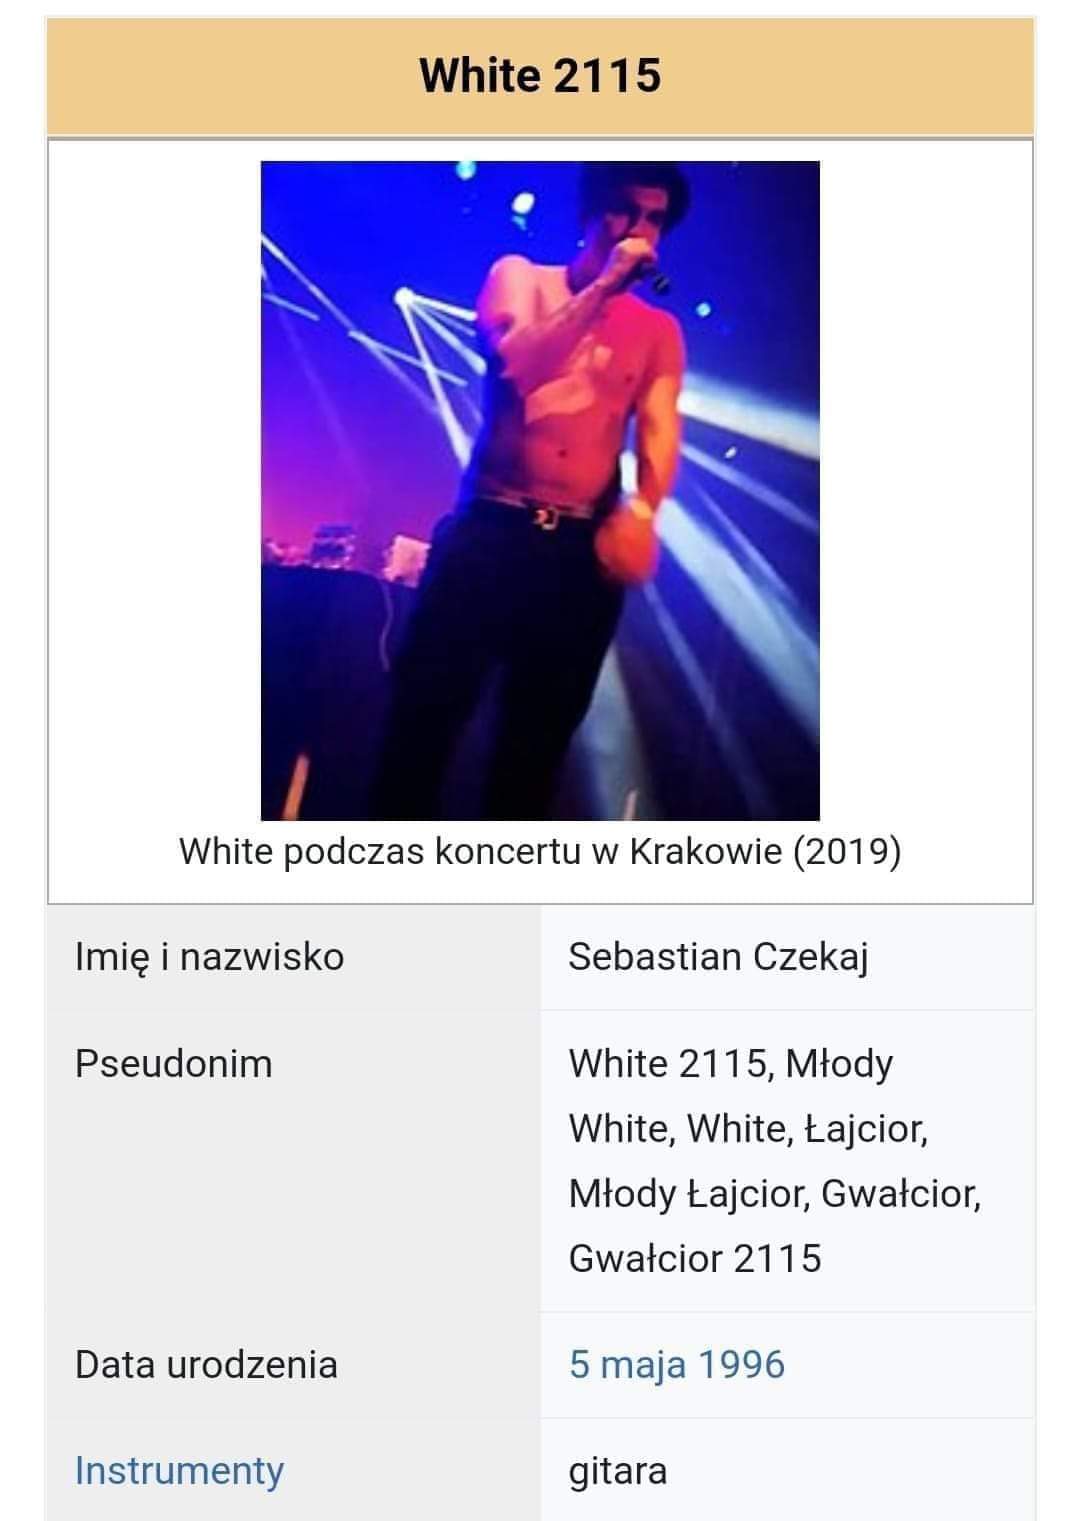 White 2115
White podczas koncertu w Krakowie (2019)
Imię i nazwisko
Sebastian Czekaj
Pseudonim
White 2115, Młody
White, White, Łajcior,
Młody Łajcior, Gwałcior,
Gwałcior 2115
Data urodzenia
5 maja 1996
Instrumenty
gitara